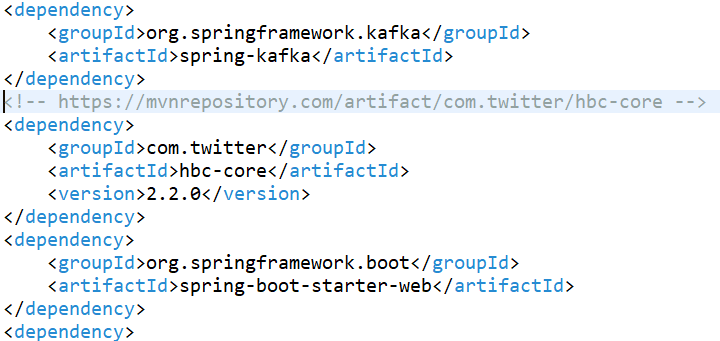 <dependency>
    <groupId>org.springframework.kafka</groupId>
    <artifactId>spring-kafka</artifactId>
</dependency>
<!-- https://mvnrepository.com/artifact/com.twitter/hbc-core -->
<dependency>
    <groupId>com.twitter</groupId>
    <artifactId>hbc-core</artifactId>
    <version>2.2.0</version>
</dependency>
<dependency>
    <groupId>org.springframework.boot</groupId>
    <artifactId>spring-boot-starter-web</artifactId>
</dependency>
<dependency>